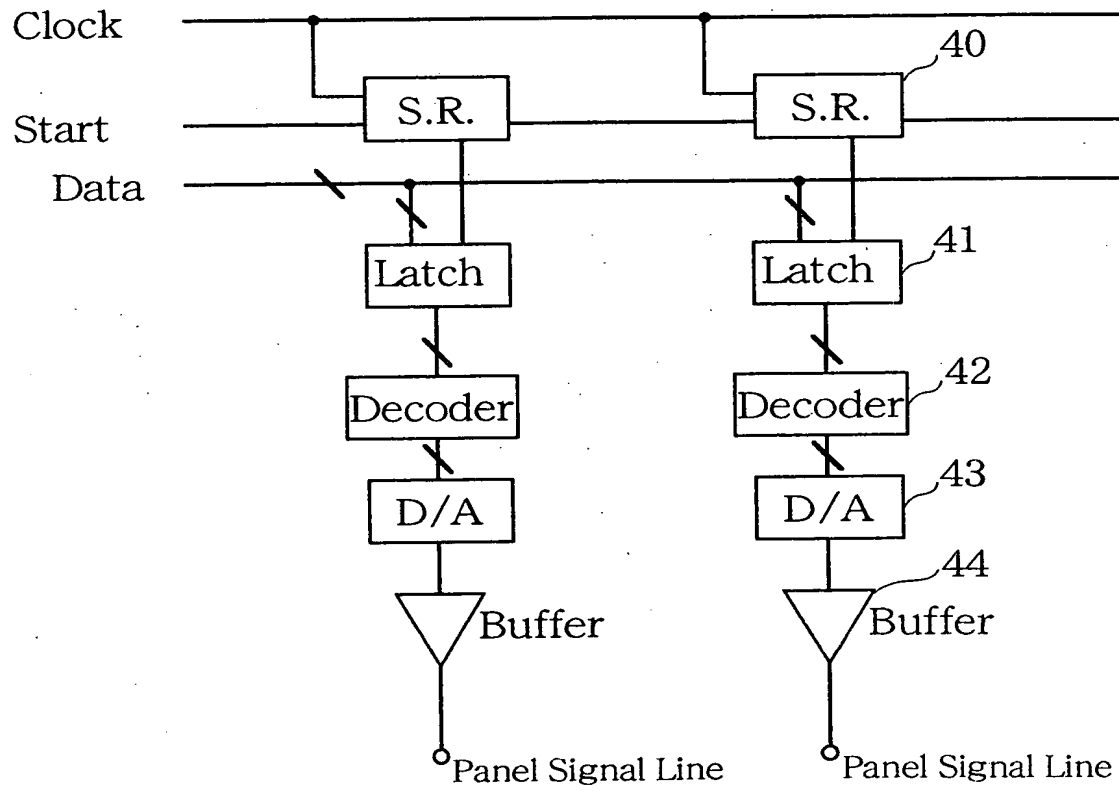 Clock
40
S.R. S.R.
Start
Data
41
Latch Latch
42
Decoder Decoder
43
D/A D/A
44
Buffer Buffer
Panel Signal Line Panel Signal Line